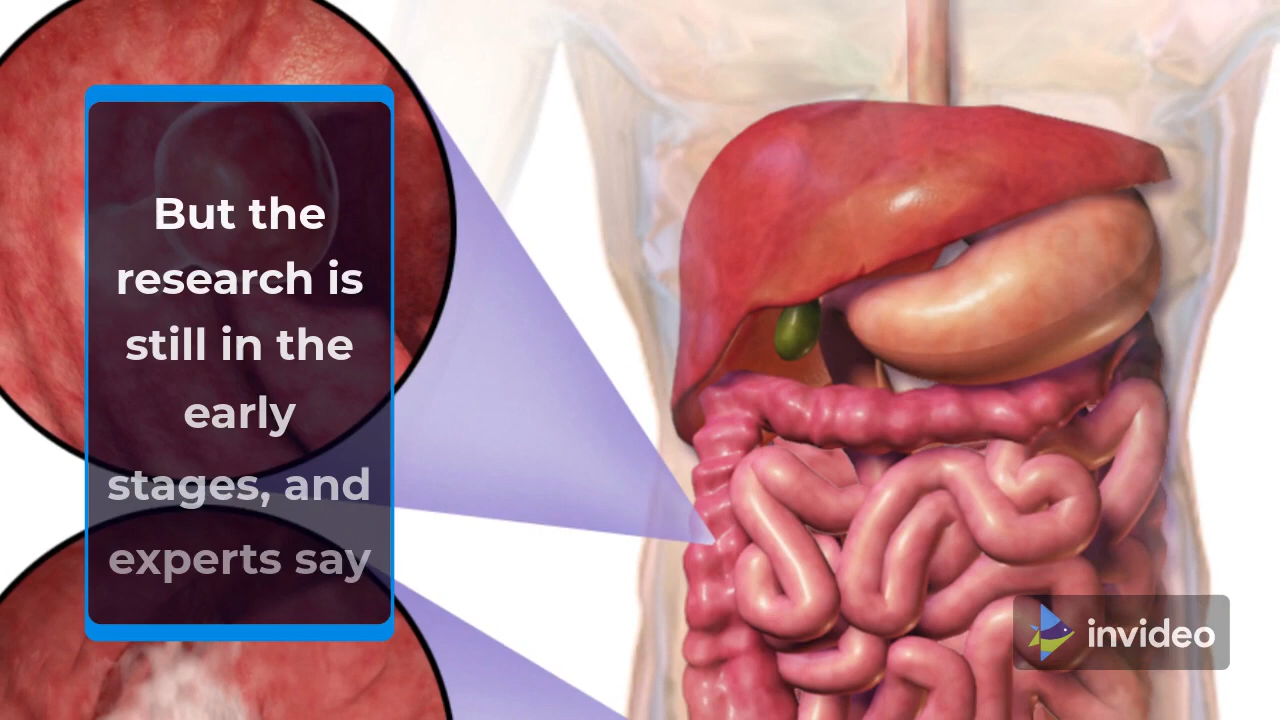 But the
research is
still in the
early
stages, and
experts say
invideo